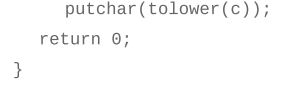 putchar(tolower(c));
return 0;
}